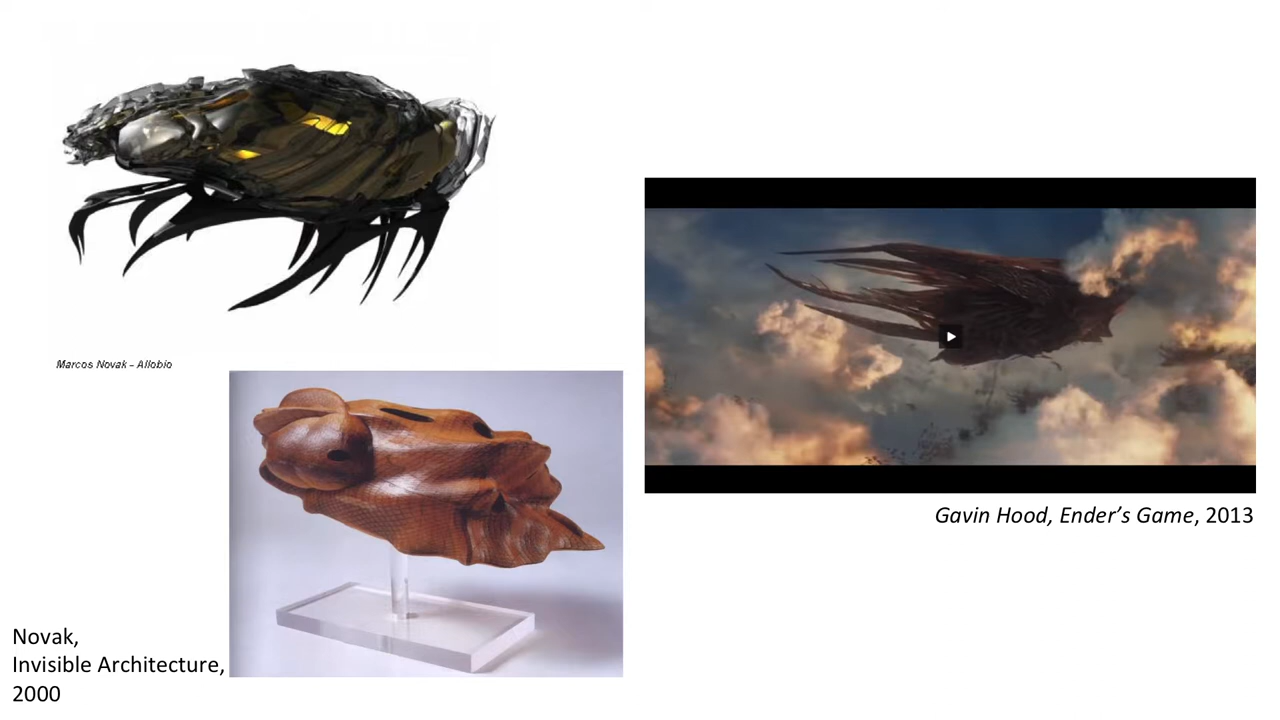 Marcos Novak – Allobio
Gavin Hood, Ender’s Game, 2013
Novak,
Invisible Architecture,
2000